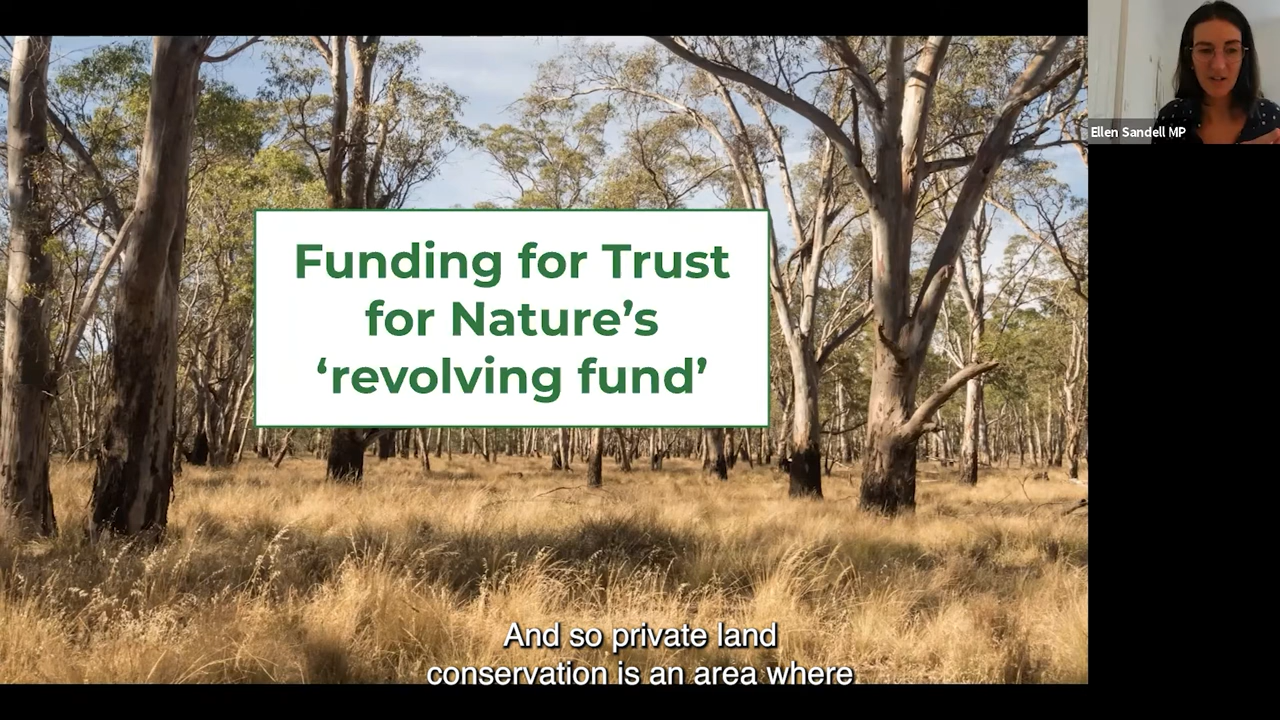 Funding for Trust
for Nature’s
‘revolving fund’
Ellen Sandell MP
And so private land
conservation is an area where